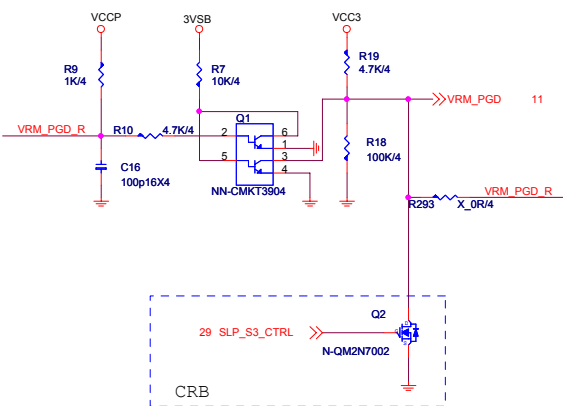 VCCP
3VSB
VCC3
R9
1K/4
R7
10K/4
R19
4.7K/4
VRM_PGD 11
VRM_PGD_R
R10 4.7K/4
Q1
2
6
1
5
3
4
R18
100K/4
C16
100p16X4
NN-CMKT3904
VRM_PGD_R
R293 X_0R/4
Q2
29 SLP_S3_CTRL
N-QM2N7002
CRB